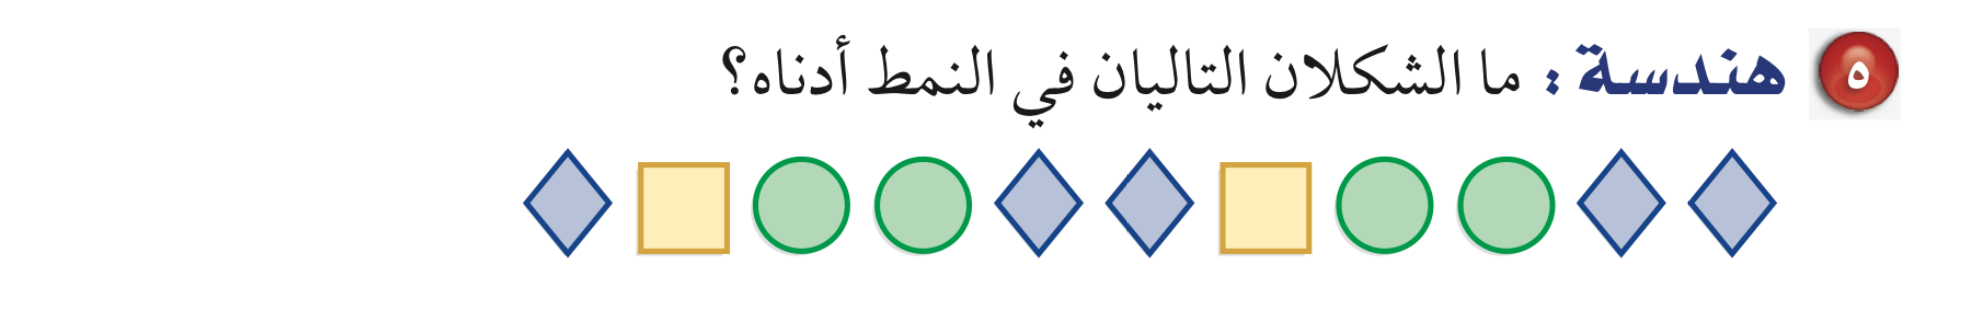 ٥ هندسة : ما الشكلان التاليان في النمط أدناه؟